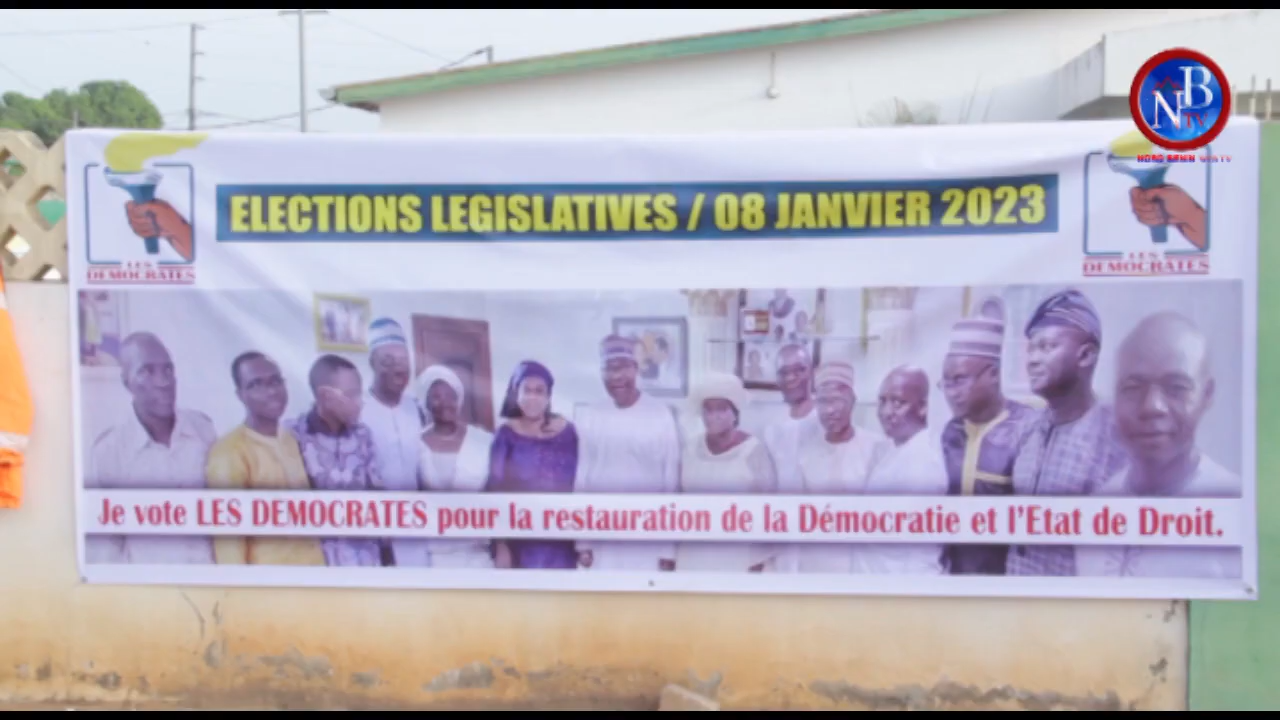 NB
TV
ELECTIONS LEGISLATIVES / 08 JANVIER 2023
LES
DEMOCRATES
LES
DEMOCRATES
Je vote LES DEMOCRATES pour la restauration de la Démocratie et l'Etat de Droit.